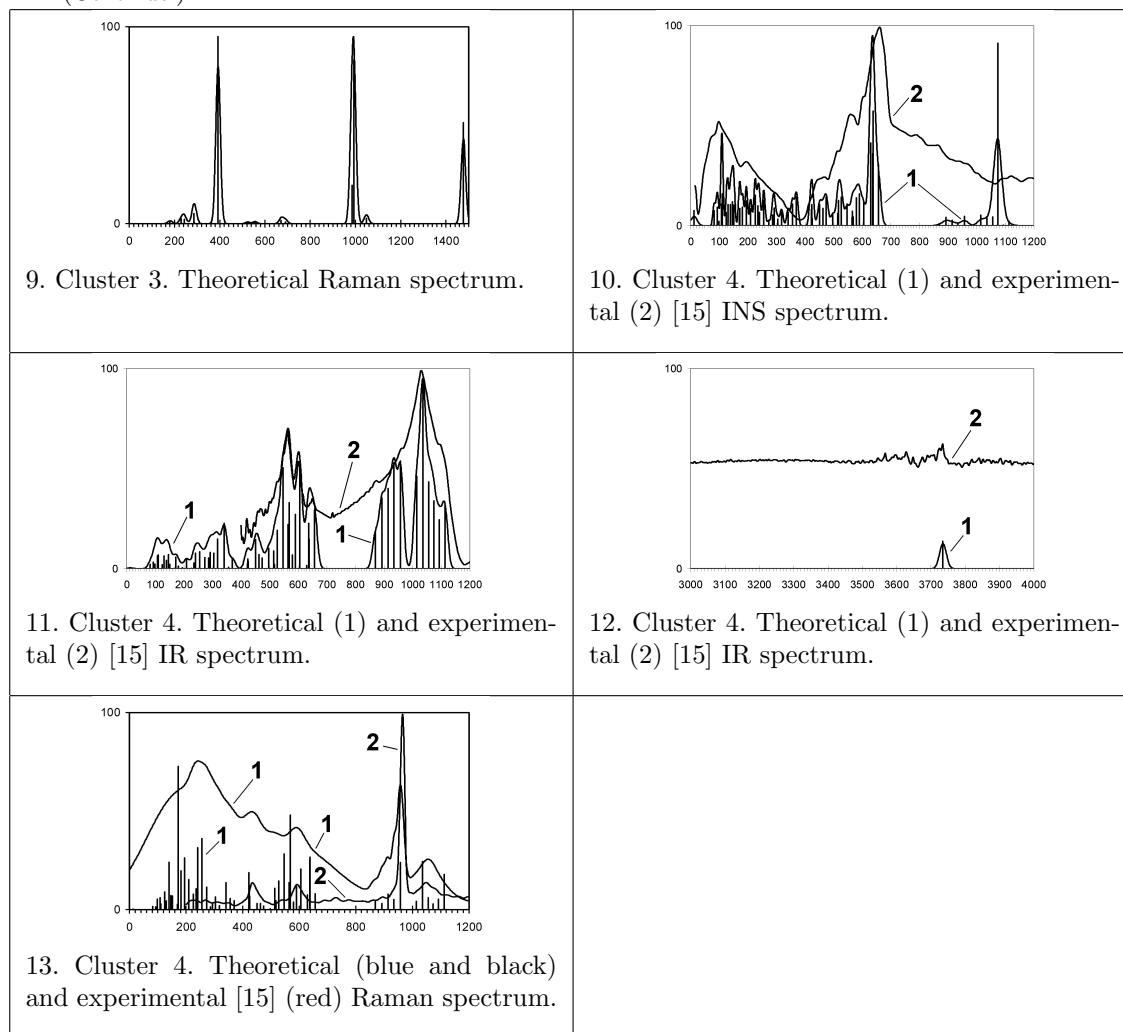 100
0
0 200 400 600 800 1000 1200 1400
9. Cluster 3. Theoretical Raman spectrum.
100
2
1
0
0 100 200 300 400 500 600 700 800 900 1000 1100 1200
10. Cluster 4. Theoretical (1) and experimen-
tal (2) [15] INS spectrum.
100
2
1
1
0
0 100 200 300 400 500 600 700 800 900 1000 1100 1200
11. Cluster 4. Theoretical (1) and experimen-
tal (2) [15] IR spectrum.
100
2
1
0
3000 3100 3200 3300 3400 3500 3600 3700 3800 3900 4000
12. Cluster 4. Theoretical (1) and experimen-
tal (2) [15] IR spectrum.
100
2
1
1
1
2
0
0 200 400 600 800 1000 1200
13. Cluster 4. Theoretical (blue and black)
and experimental [15] (red) Raman spectrum.